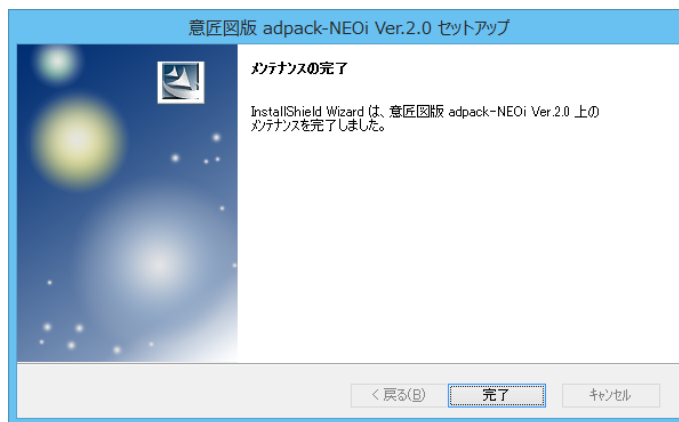 意匠図版 adpack-NEOi Ver.2.0 セットアップ
ﾒﾝﾃﾅﾝｽの完了
InstallShield Wizard は、意匠図版 adpack-NEOi Ver.2.0 上の
ﾒﾝﾃﾅﾝｽを完了しました。
< 戻る(B)
完了
ｷｬﾝｾﾙ